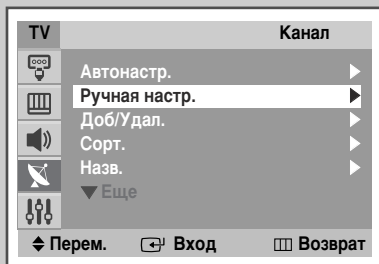 TV Канал
Автонастр.
Ручная настр.
Доб/Удал.
Сорт.
Назв.
Еще
Перем. Вход Возврат